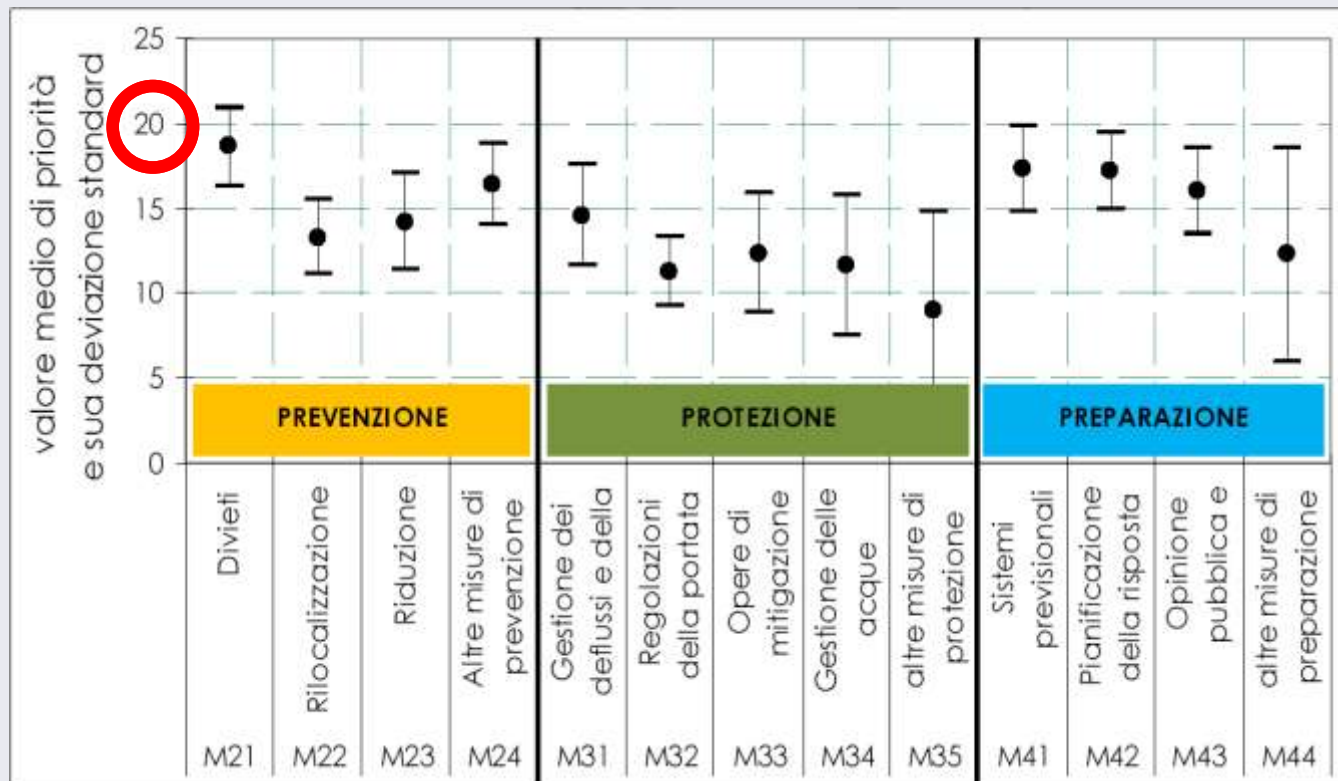 valore medio di priorità
e sua deviazione standard
25
20
15
10
5
0
PREVENZIONE
PROTEZIONE
PREPARAZIONE
Divieti
Rilocalizzazione
Riduzione
Altre misure di
prevenzione
Gestione dei
deflussi e della
Regolazioni
della portata
Opere di
mitigazione
Gestione delle
acque
altre misure di
protezione
Sistemi
previsionali
Pianificazione
della risposta
Opinione
pubblica e
altre misure di
preparazione
M21
M22
M23
M24
M31
M32
M33
M34
M35
M41
M42
M43
M44